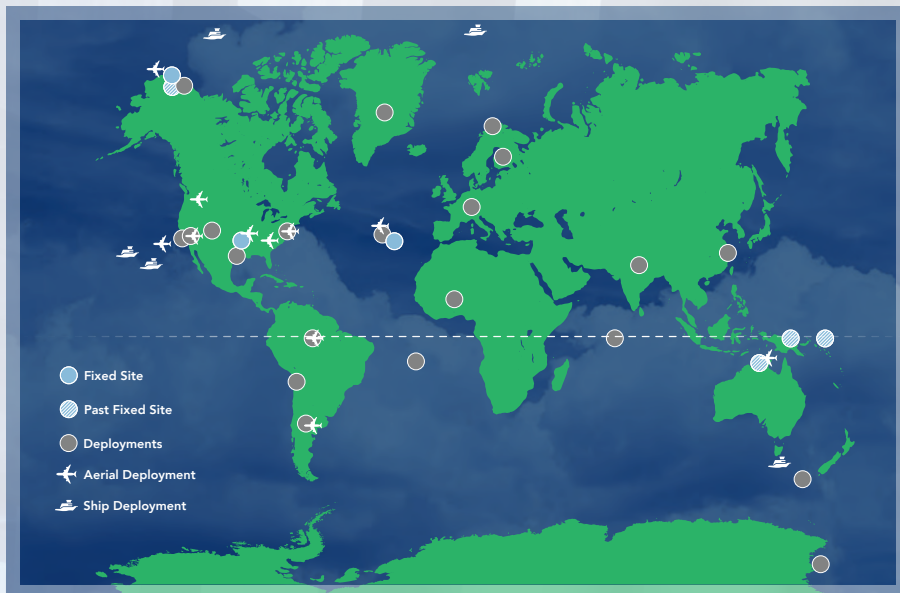 Fixed Site
Past Fixed Site
Deployments
Aerial Deployment
Ship Deployment